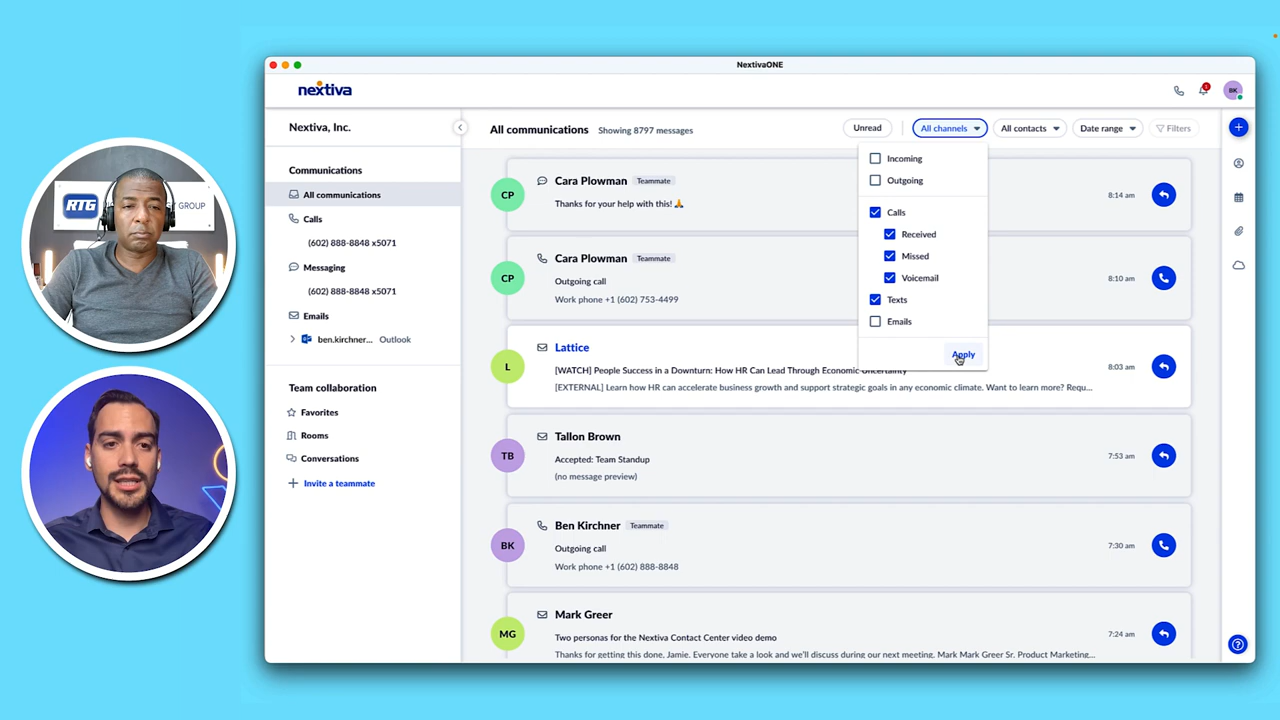 NextivaONE
nextiva
1
BK
Nextiva, Inc.
Communications
All communications
Calls
(602) 888-8848 x5071
Messaging
(602) 888-8848 x5071
Emails
ben.kirchner... Outlook
Team collaboration
Favorites
Rooms
Conversations
Invite a teammate
All communications Showing 8797 messages
Unread All channels All contacts Date range Filters
Incoming
Outgoing
Calls
Received
Missed
Voicemail
Texts
Emails
Apply
CP
Cara Plowman Teammate
Thanks for your help with this! 🙏
8:14 am
CP
Cara Plowman Teammate
Outgoing call
Work phone +1 (602) 753-4499
8:10 am
L
Lattice
[WATCH] People Success in a Downturn: How HR Can Lead Through Economic Uncertainty
[EXTERNAL] Learn how HR can accelerate business growth and support strategic goals in any economic climate. Want to learn more? Requ...
8:03 am
TB
Tallon Brown
Accepted: Team Standup
(no message preview)
7:53 am
BK
Ben Kirchner Teammate
Outgoing call
Work phone +1 (602) 888-8848
7:30 am
MG
Mark Greer
Two personas for the Nextiva Contact Center video demo
Thanks for getting this done, Jamie. Everyone take a look and we'll discuss during our next meeting. Mark Mark Greer Sr. Product Marketing...
7:24 am
RTG
GROUP